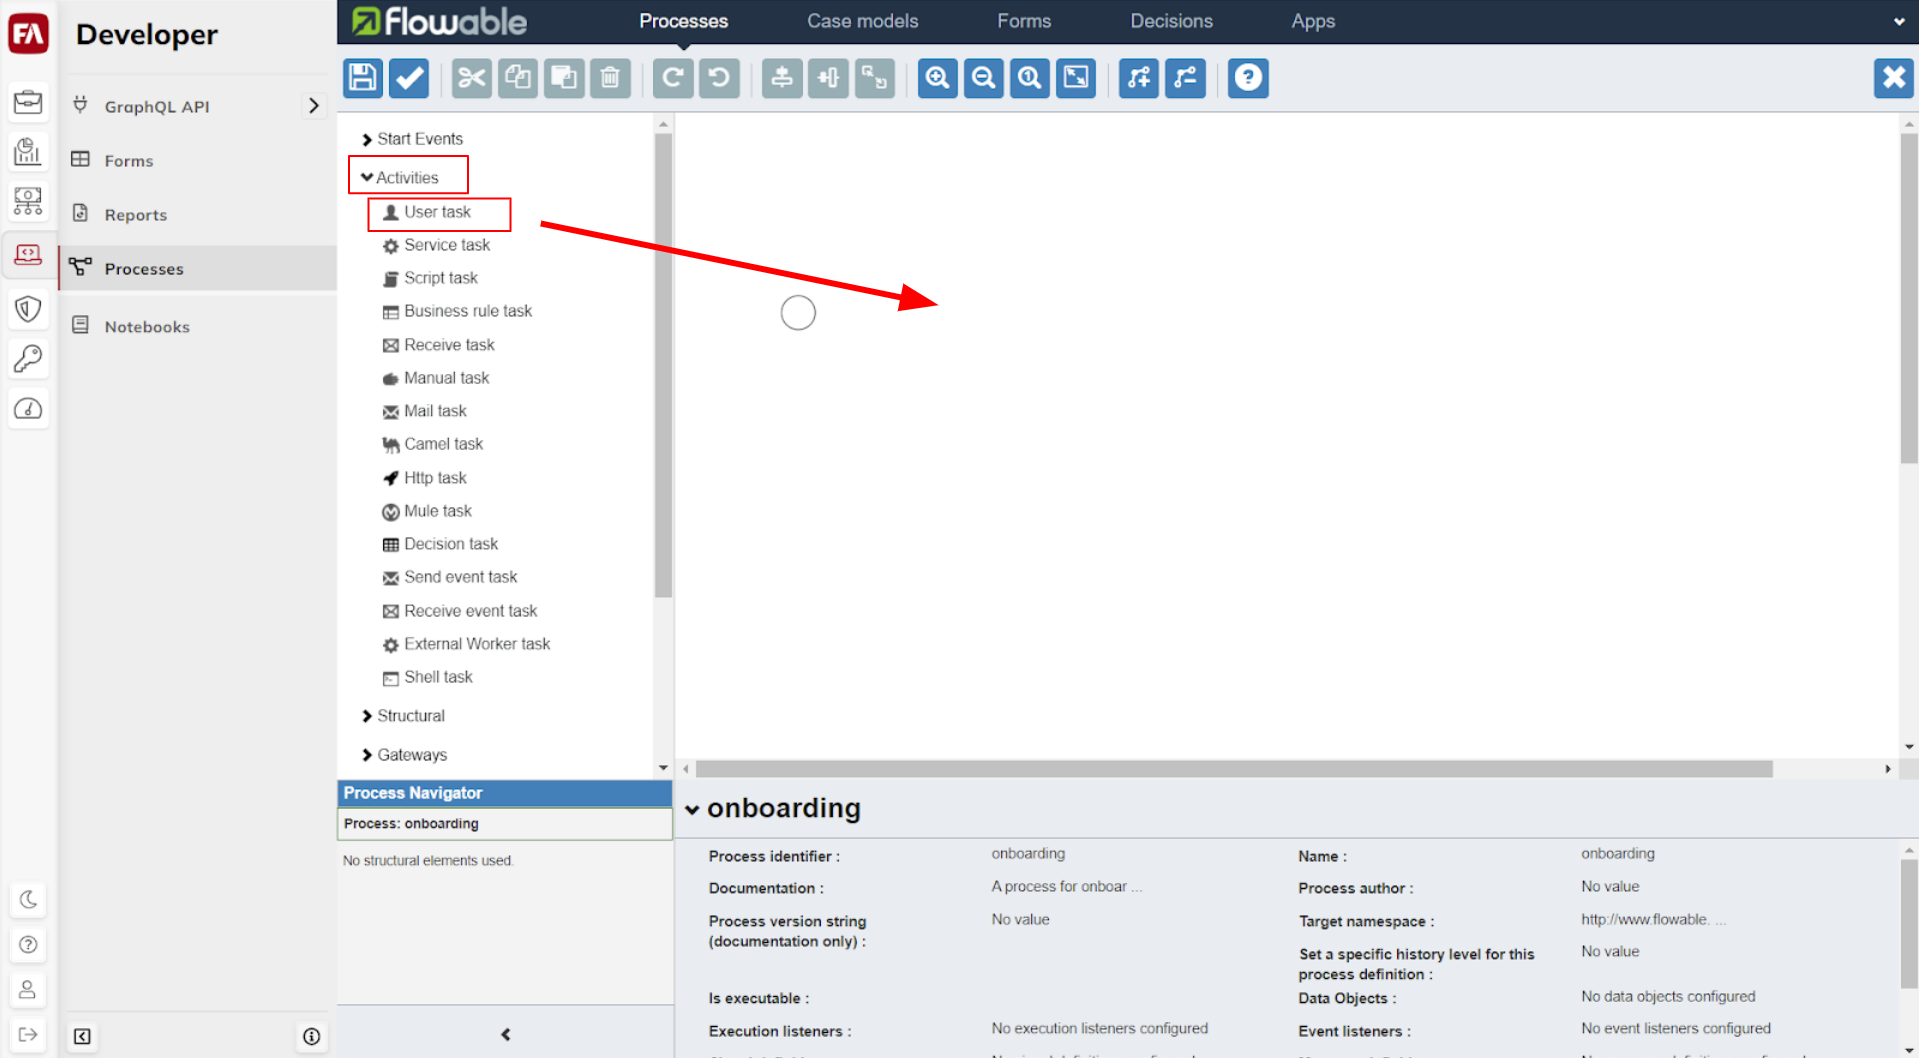 FA
Developer
GraphQL API
Forms
Reports
Processes
Notebooks
Flowable
Processes
Case models
Forms
Decisions
Apps
Start Events
Activities
User task
Service task
Script task
Business rule task
Receive task
Manual task
Mail task
Camel task
Http task
Mule task
Decision task
Send event task
Receive event task
External Worker task
Shell task
Structural
Gateways
Process Navigator
Process: onboarding
No structural elements used.
onboarding
Process identifier : onboarding
Name : onboarding
Documentation : A process for onboar ...
Process author : No value
Process version string
(documentation only) : No value
Target namespace : http://www.flowable. ...
Set a specific history level for this
process definition : No value
Is executable :
Data Objects : No data objects configured
Execution listeners : No execution listeners configured
Event listeners : No event listeners configured